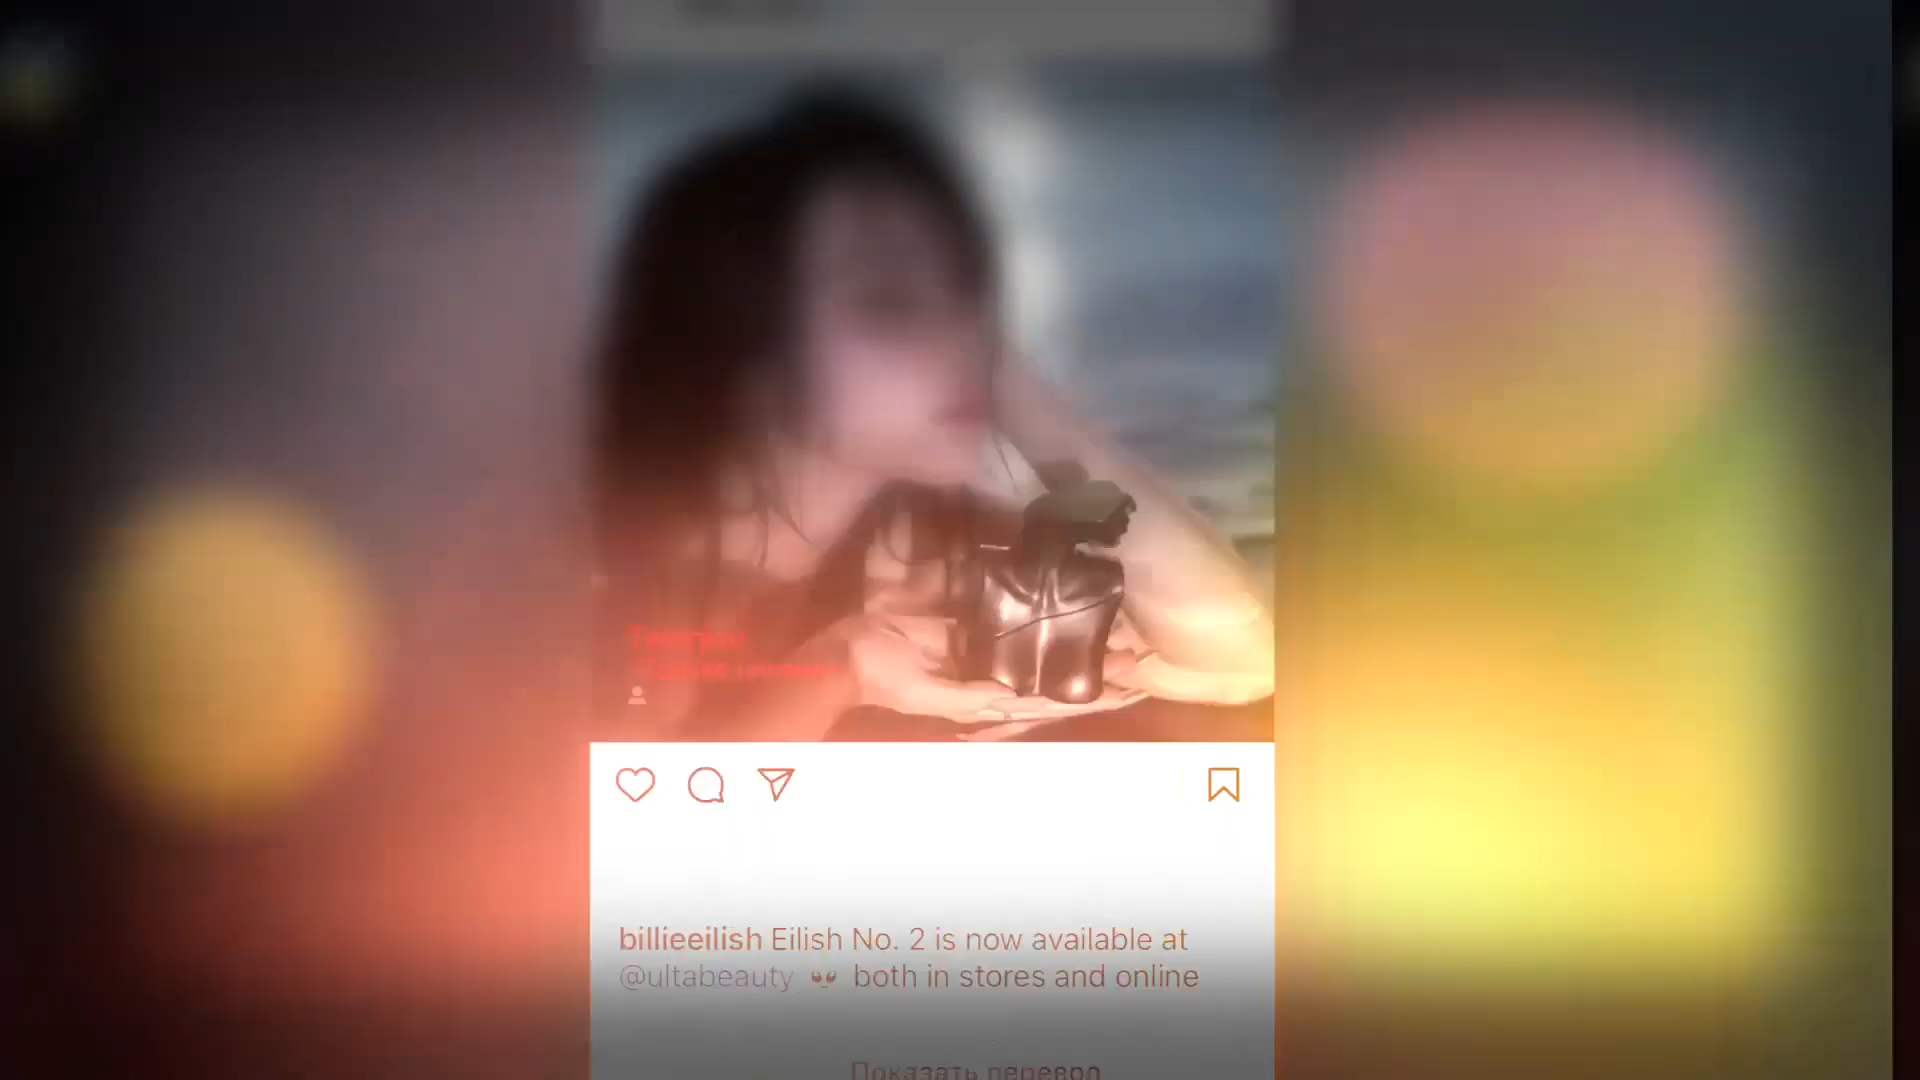 billieeilish Eilish No. 2 is now available at
@ultabeauty 👀 both in stores and online
Показать перевод